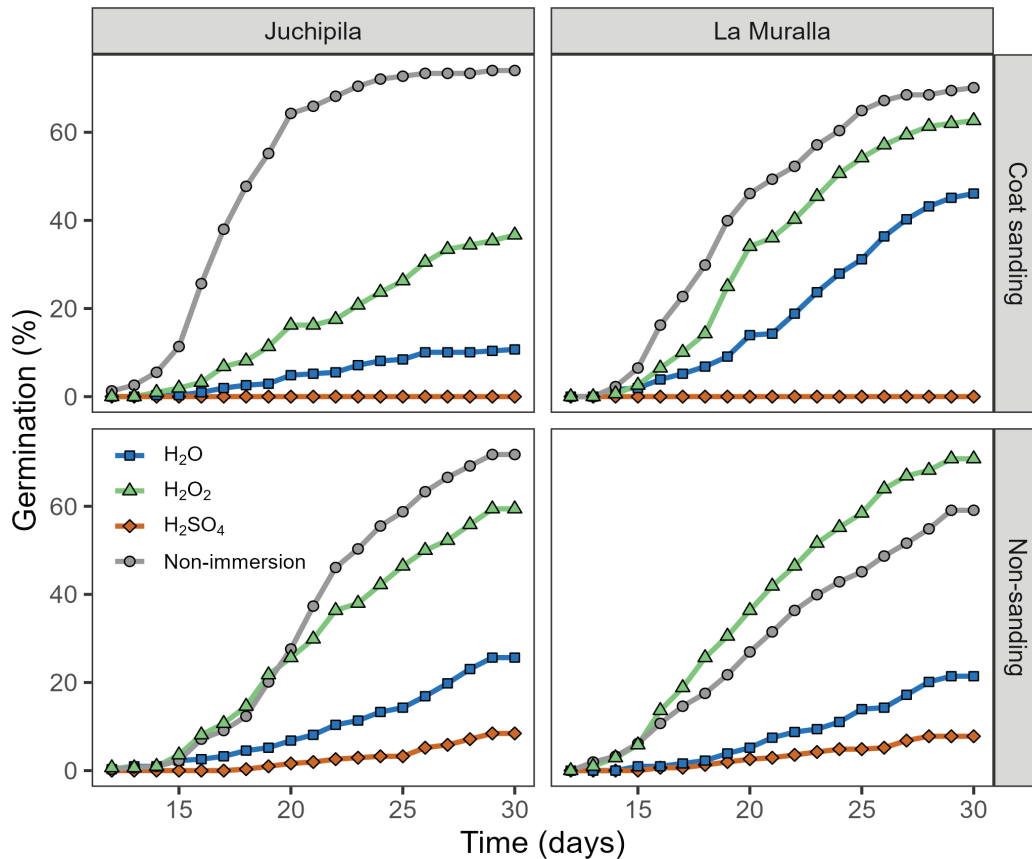 Juchipila
La Muralla
Germination (%)
60
40
20
0
Coat sanding
H₂O
H₂O₂
H₂SO₄
Non-immersion
60
40
20
0
Non-sanding
15
20
25
30
15
20
25
30
Time (days)